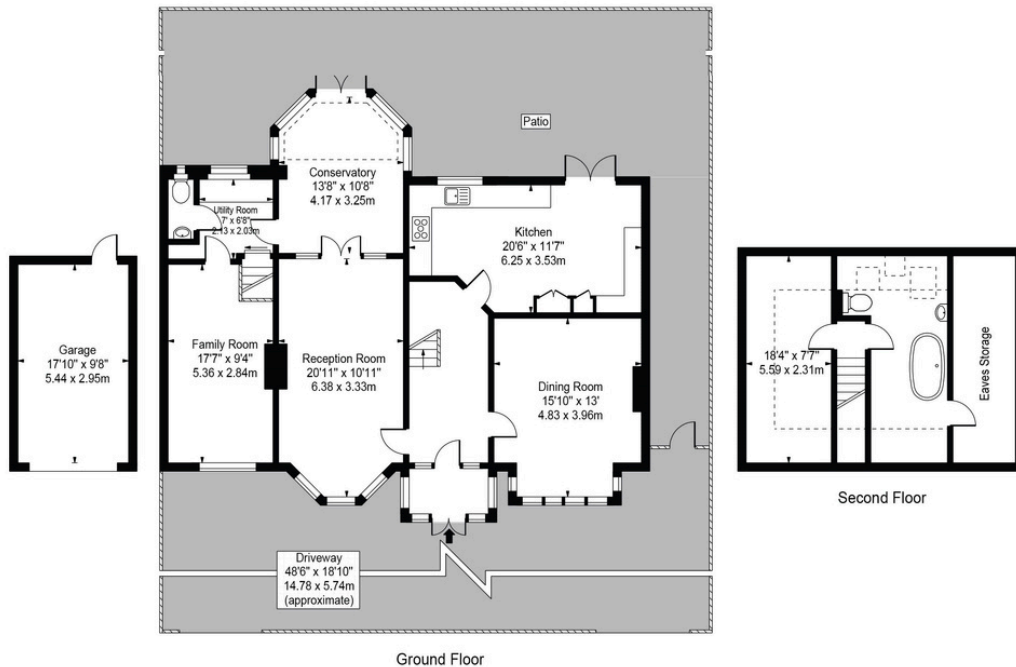 Patio
Conservatory
13'8" x 10'8"
4.17 x 3.25m
Utility Room
7' x 6'8"
2.13 x 2.03m
Kitchen
20'6" x 11'7"
6.25 x 3.53m
Garage
17'10" x 9'8"
5.44 x 2.95m
Family Room
17'7" x 9'4"
5.36 x 2.84m
Reception Room
20'11" x 10'11"
6.38 x 3.33m
Dining Room
15'10" x 13'
4.83 x 3.96m
18'4" x 7'7"
5.59 x 2.31m
Eaves Storage
Second Floor
Driveway
48'6" x 18'10"
14.78 x 5.74m
(approximate)
Ground Floor